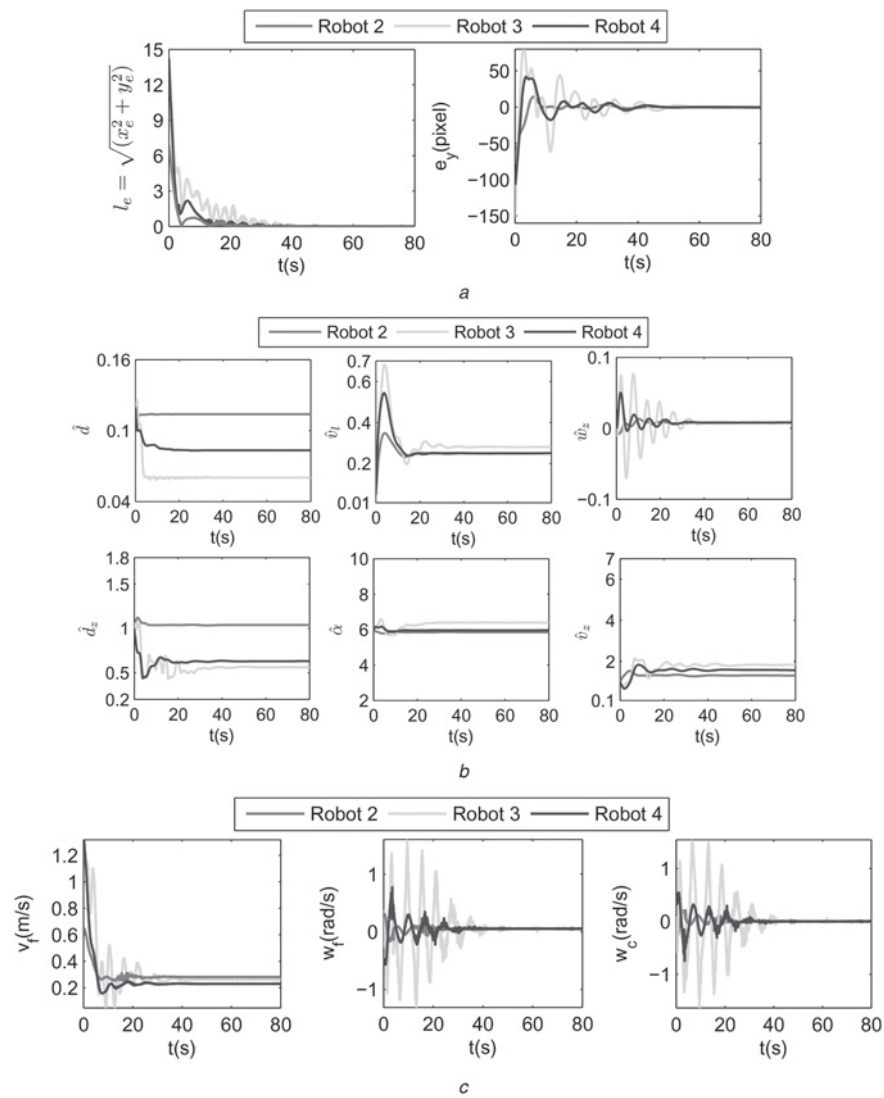 Robot 2 Robot 3 Robot 4
l_e = √(x_e^2 + y_e^2)
15
12
9
6
3
0
0 20 40 60 80
t(s)
e_y(pixel)
50
0
−50
−100
−150
0 20 40 60 80
t(s)
a
Robot 2 Robot 3 Robot 4
d̂
0.16
0.1
0.04
0 20 40 60 80
t(s)
v̂_l
0.7
0.6
0.4
0.2
0.01
0 20 40 60 80
t(s)
ŵ_z
0.1
0
−0.1
0 20 40 60 80
t(s)
d̂_z
1.8
1.5
1
0.5
0.2
0 20 40 60 80
t(s)
α̂
10
8
6
4
2
0 20 40 60 80
t(s)
v̂_z
7
6
4
2
0.1
0 20 40 60 80
t(s)
b
Robot 2 Robot 3 Robot 4
v_f(m/s)
1.2
1
0.8
0.6
0.4
0.2
0 20 40 60 80
t(s)
w_f(rad/s)
1
0
−1
0 20 40 60 80
t(s)
w_c(rad/s)
1
0
−1
0 20 40 60 80
t(s)
c